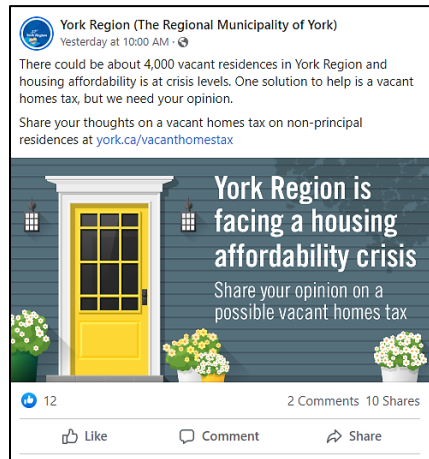 York Region (The Regional Municipality of York)
Yesterday at 10:00 AM ·
There could be about 4,000 vacant residences in York Region and
housing affordability is at crisis levels. One solution to help is a vacant
homes tax, but we need your opinion.
Share your thoughts on a vacant homes tax on non-principal
residences at york.ca/vacanthomestax
York Region is
facing a housing
affordability crisis
Share your opinion on a
possible vacant homes tax
12
2 Comments 10 Shares
Like
Comment
Share